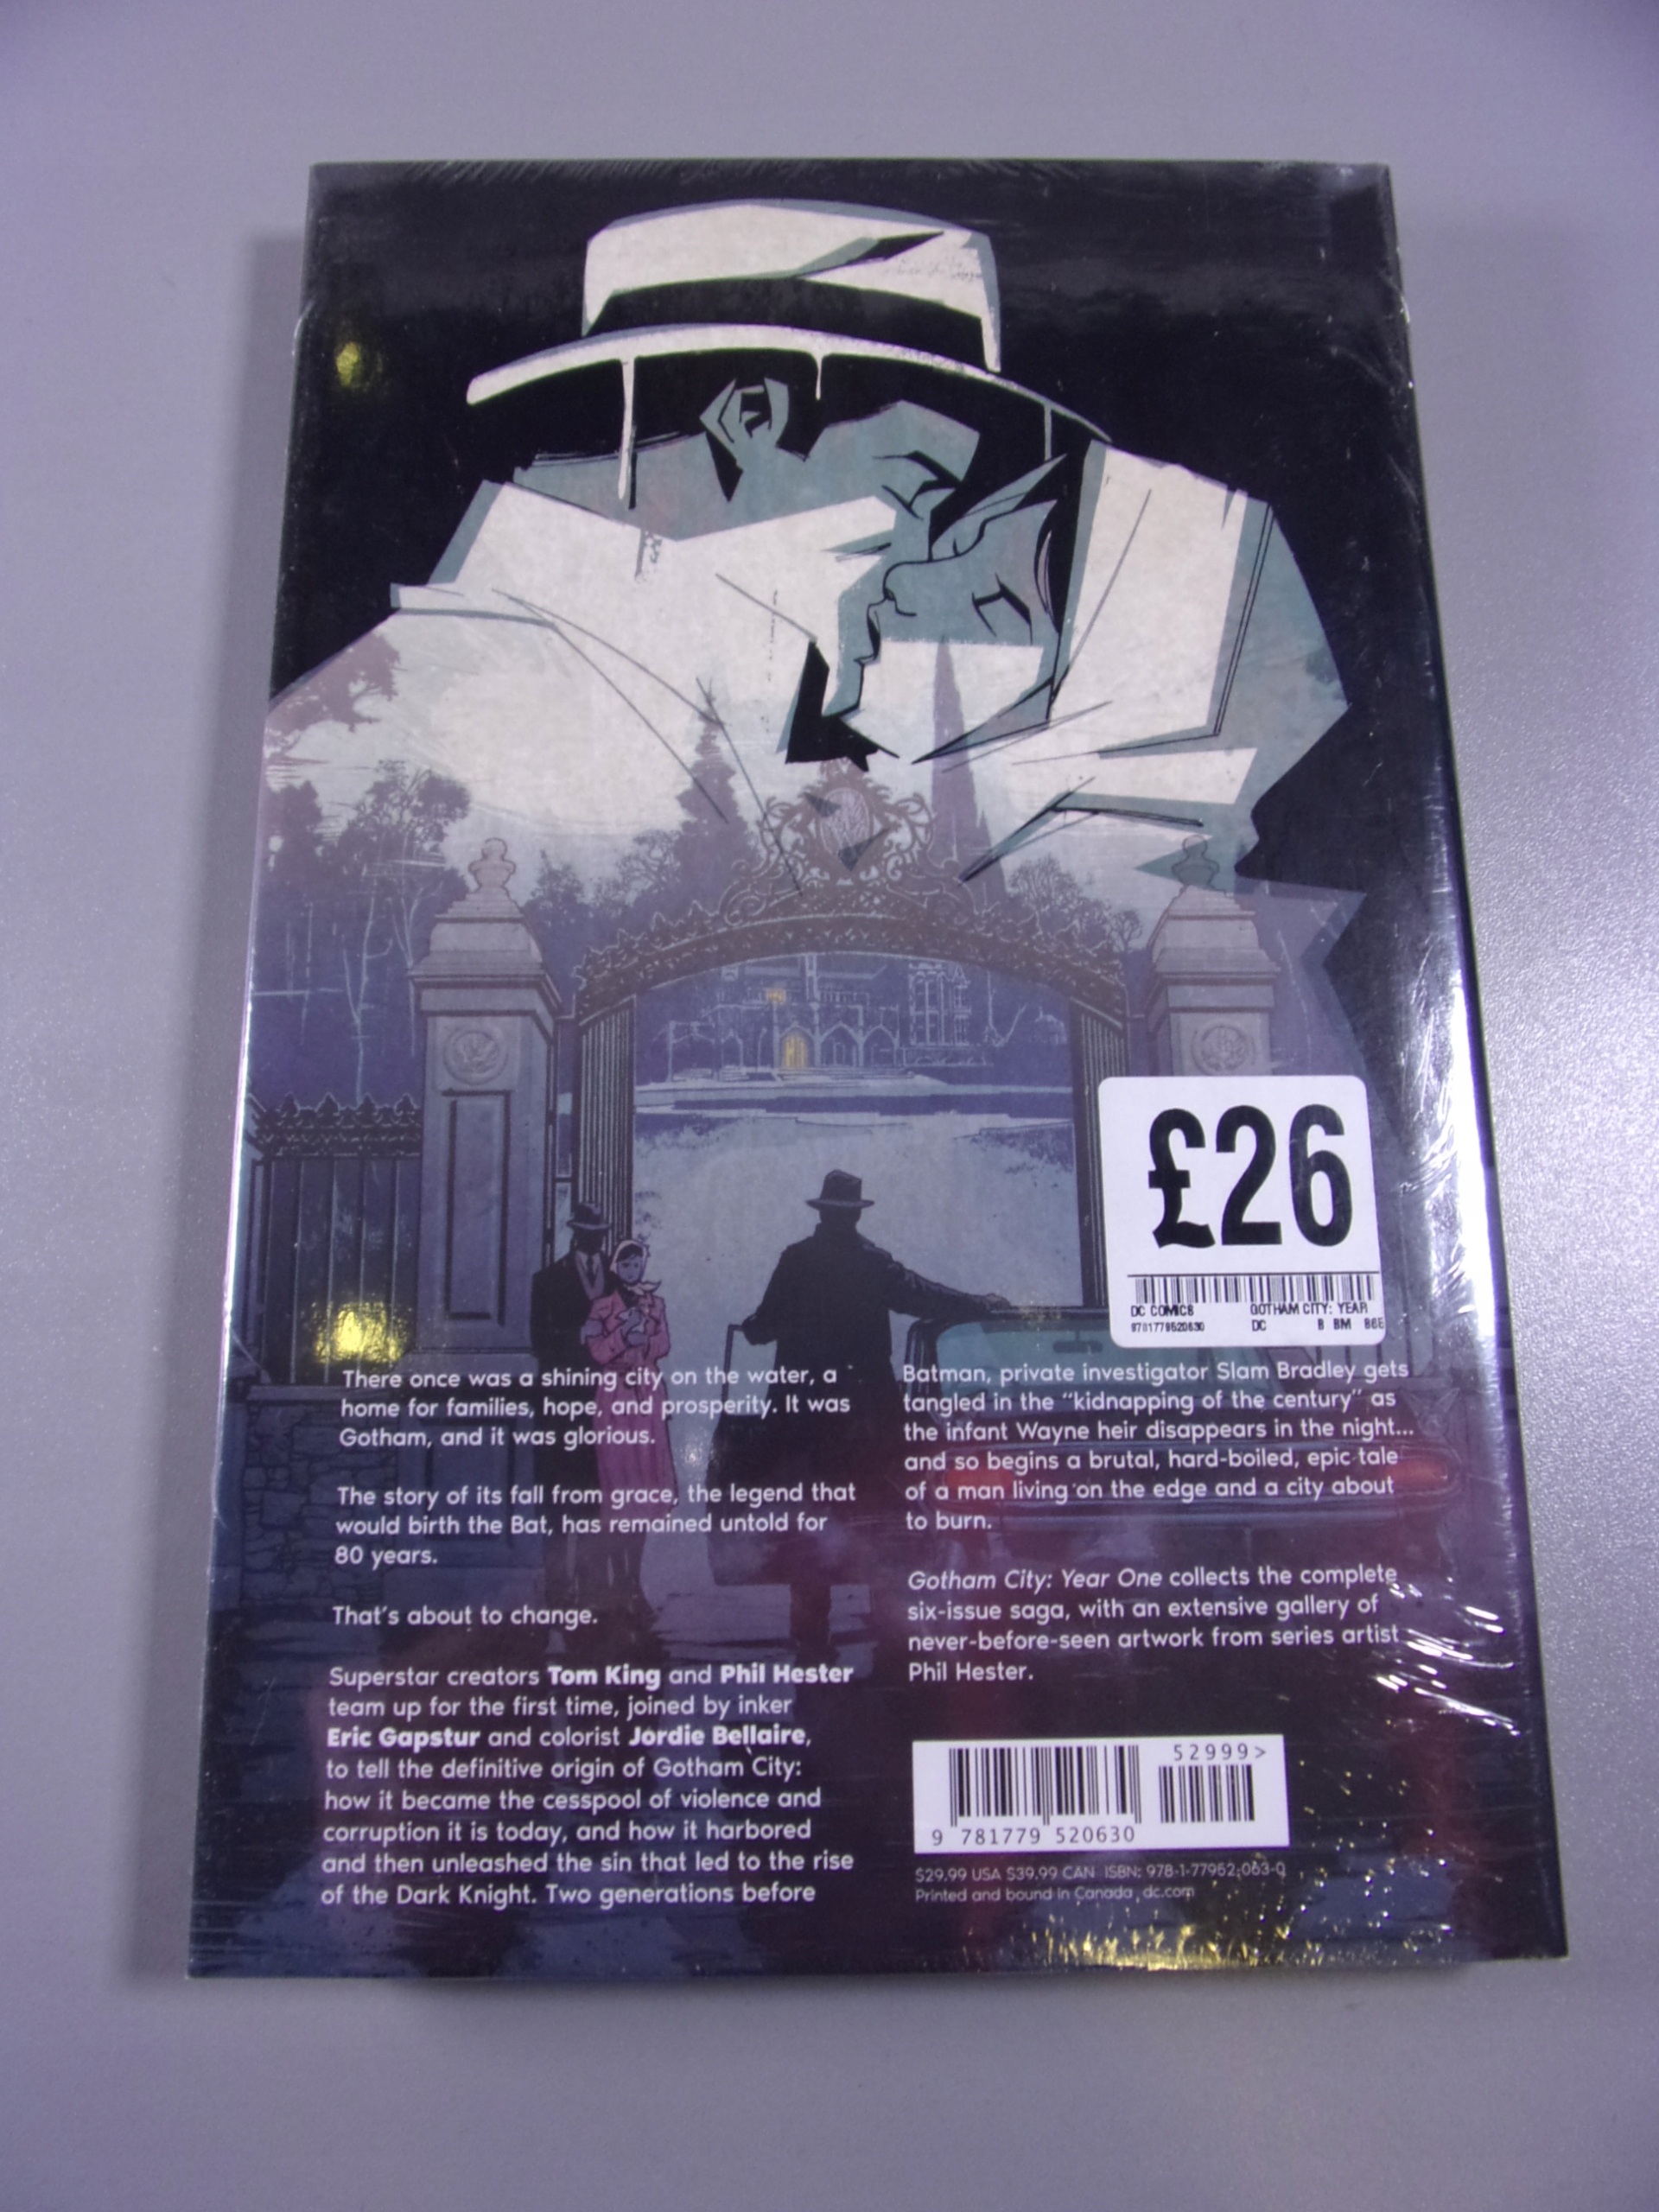 £26
DC COMICS GOTHAM CITY: YEAR
9781779520630 DC B BM
There once was a shining city on the water, a
home for families, hope, and prosperity. It was
Gotham, and it was glorious.
The story of its fall from grace, the legend that
would birth the Bat, has remained untold for
80 years.
That's about to change.
Superstar creators Tom King and Phil Hester
team up for the first time, joined by inker
Eric Gapstur and colorist Jordie Bellaire,
to tell the definitive origin of Gotham City:
how it became the cesspool of violence and
corruption it is today, and how it harbored
and then unleashed the sin that led to the rise
of the Dark Knight. Two generations before
Batman, private investigator Slam Bradley gets
tangled in the “kidnapping of the century” as
the infant Wayne heir disappears in the night...
and so begins a brutal, hard-boiled, epic tale
of a man living on the edge and a city about
to burn.
Gotham City: Year One collects the complete
six-issue saga, with an extensive gallery of
never-before-seen artwork from series artist
Phil Hester.
52999>
9 781779 520630
$29.99 USA $39.99 CAN ISBN: 978-1-77952-063-0
Printed and bound in Canada dc.com